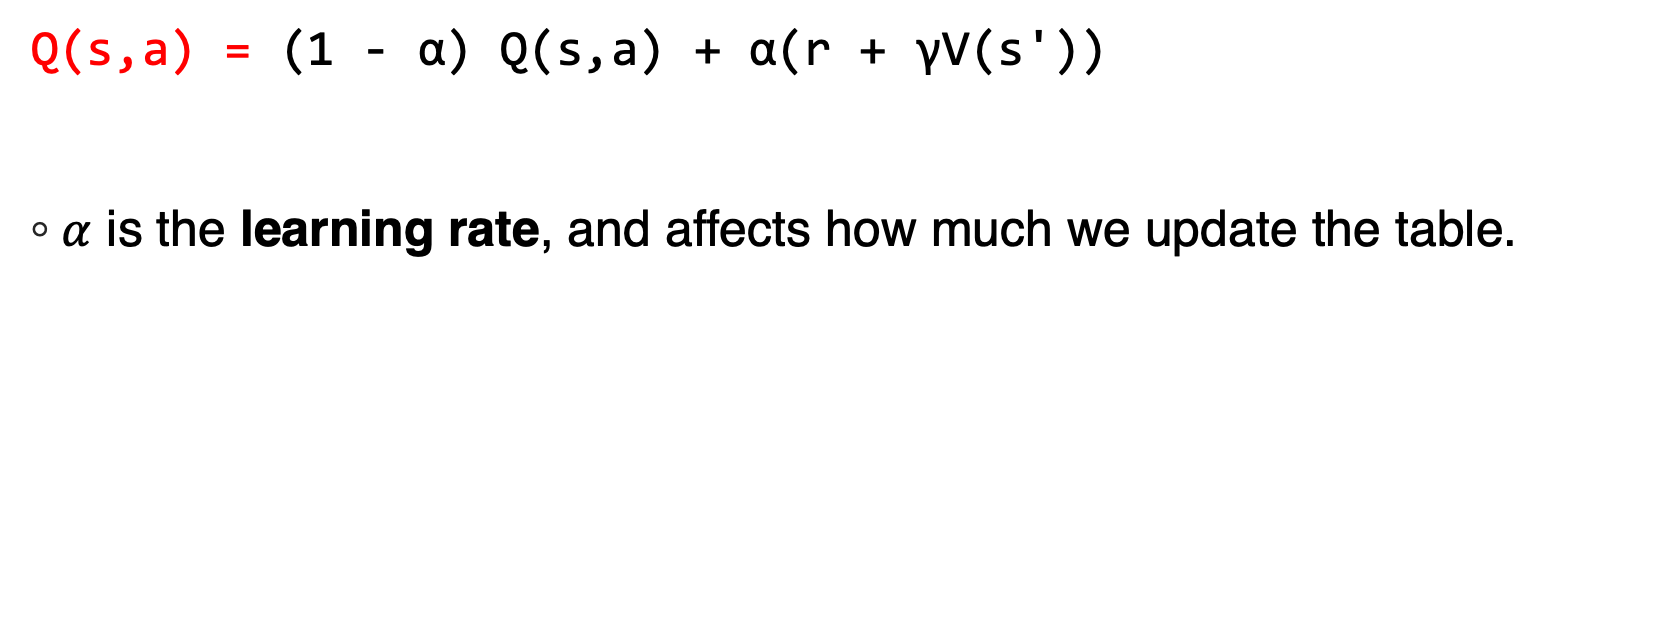 Q(s,a) = (1 - α) Q(s,a) + α(r + γV(s'))
◦ 𝛼 is the learning rate, and affects how much we update the table.